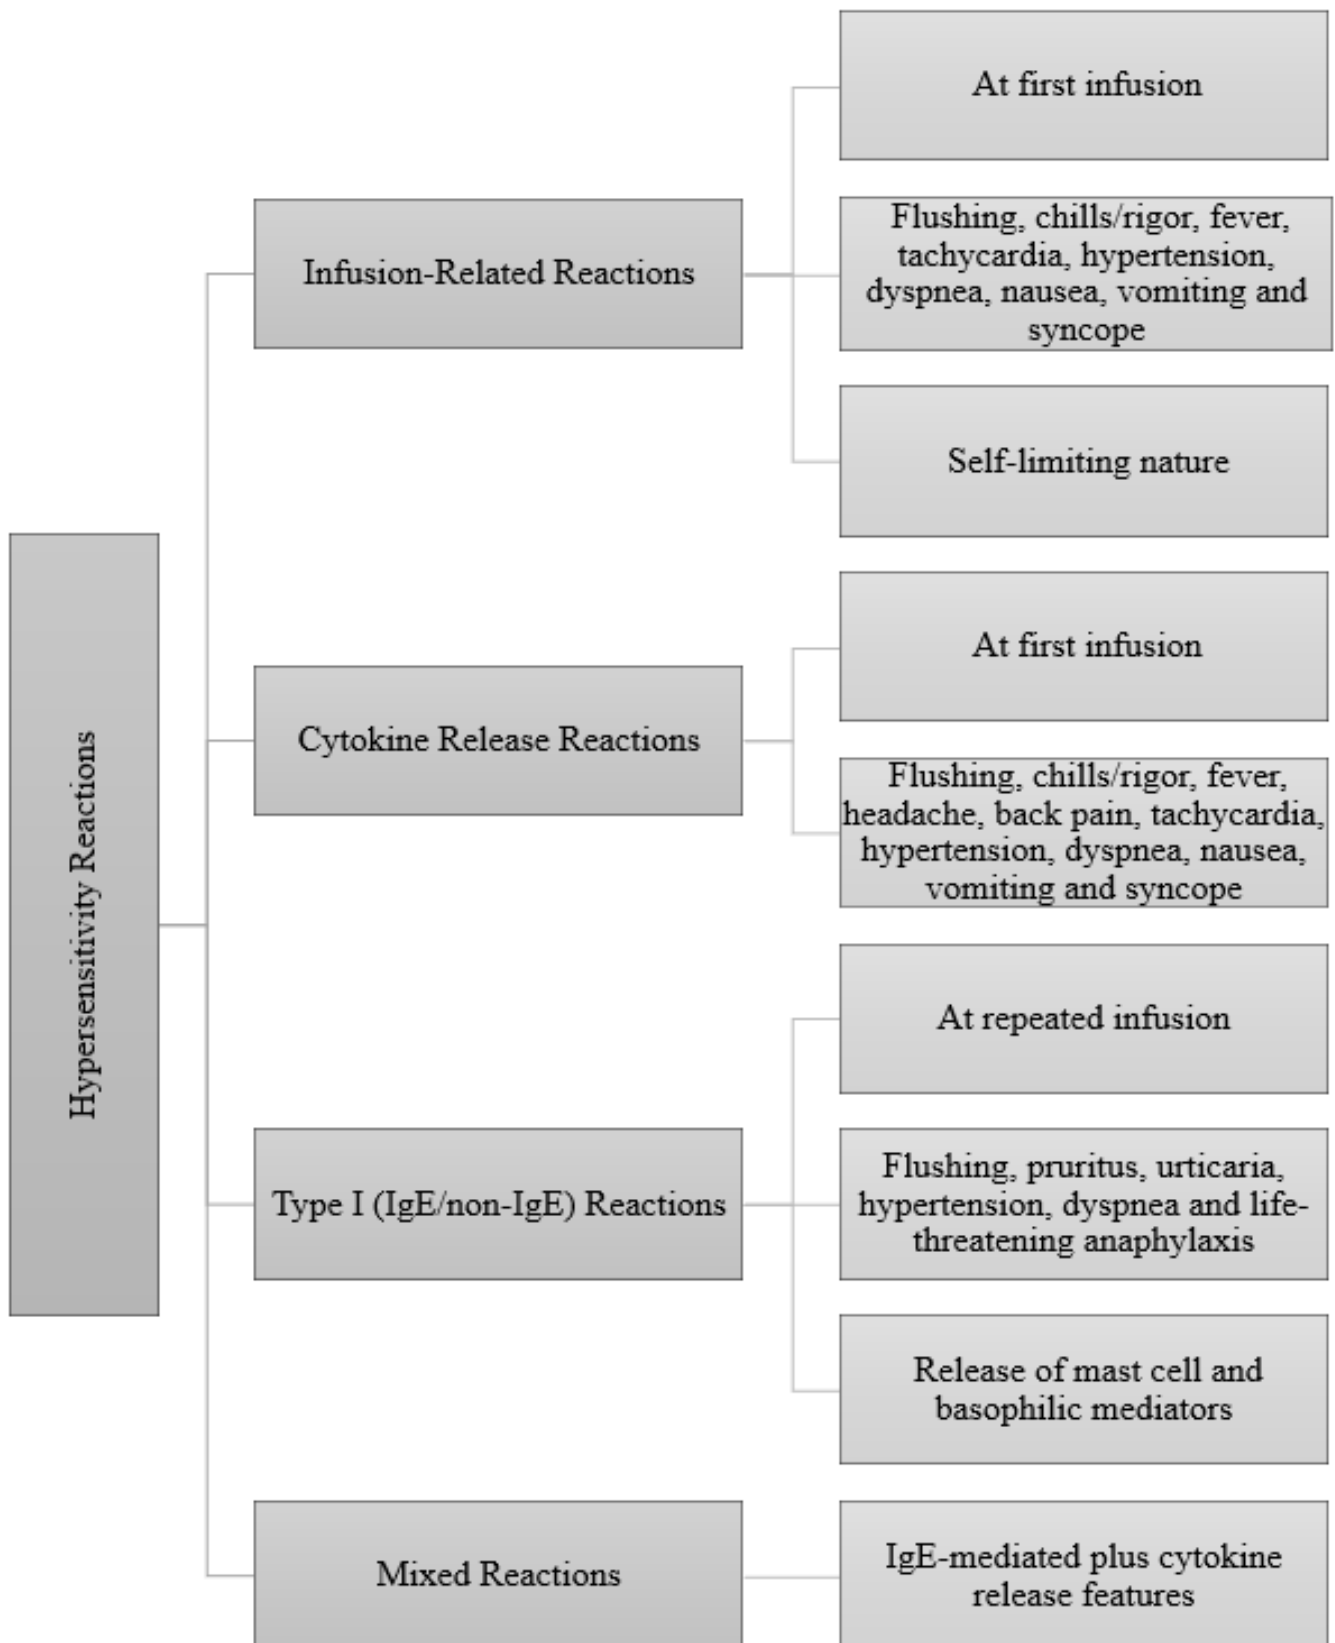 Hypersensitivity Reactions
Infusion-Related Reactions
At first infusion
Flushing, chills/rigor, fever,
tachycardia, hypertension,
dyspnea, nausea, vomiting and
syncope
Self-limiting nature
Cytokine Release Reactions
At first infusion
Flushing, chills/rigor, fever,
headache, back pain, tachycardia,
hypertension, dyspnea, nausea,
vomiting and syncope
Type I (IgE/non-IgE) Reactions
At repeated infusion
Flushing, pruritus, urticaria,
hypertension, dyspnea and life-
threatening anaphylaxis
Release of mast cell and
basophilic mediators
Mixed Reactions
IgE-mediated plus cytokine
release features